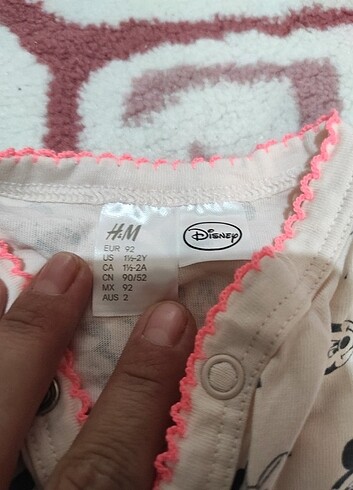 H&M
EUR 92
US 1½-2Y
CA 1½-2A
CN 90/52
MX 92
AUS 2
Disney